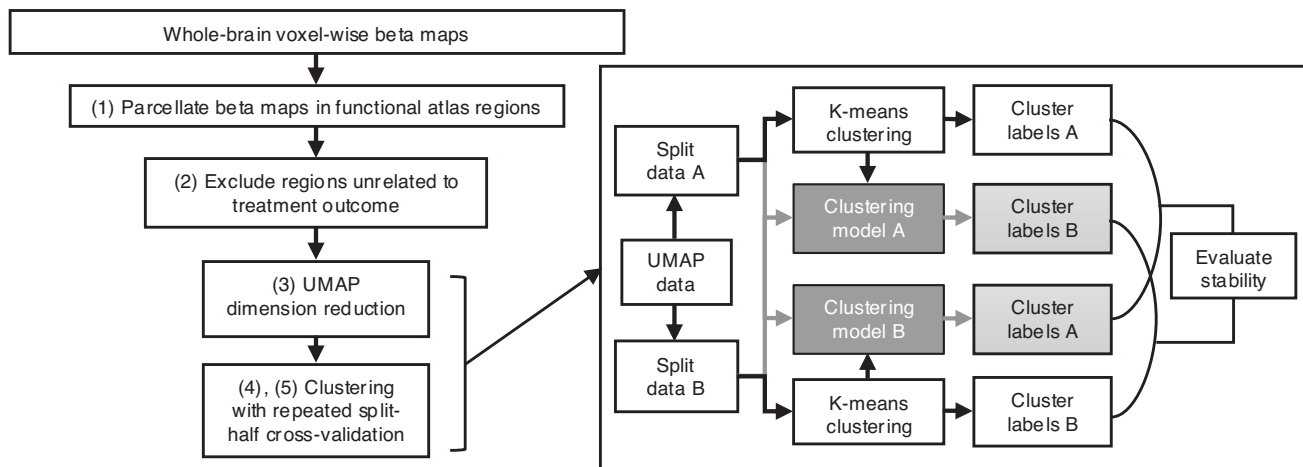 Whole-brain voxel-wise beta maps
(1) Parcellate beta maps in functional atlas regions
(2) Exclude regions unrelated to
treatment outcome
(3) UMAP
dimension reduction
(4), (5) Clustering
with repeated split-
half cross-validation
Split
data A
UMAP
data
Split
data B
K-means
clustering
Clustering
model A
Clustering
model B
K-means
clustering
Cluster
labels A
Cluster
labels B
Cluster
labels A
Cluster
labels B
Evaluate
stability